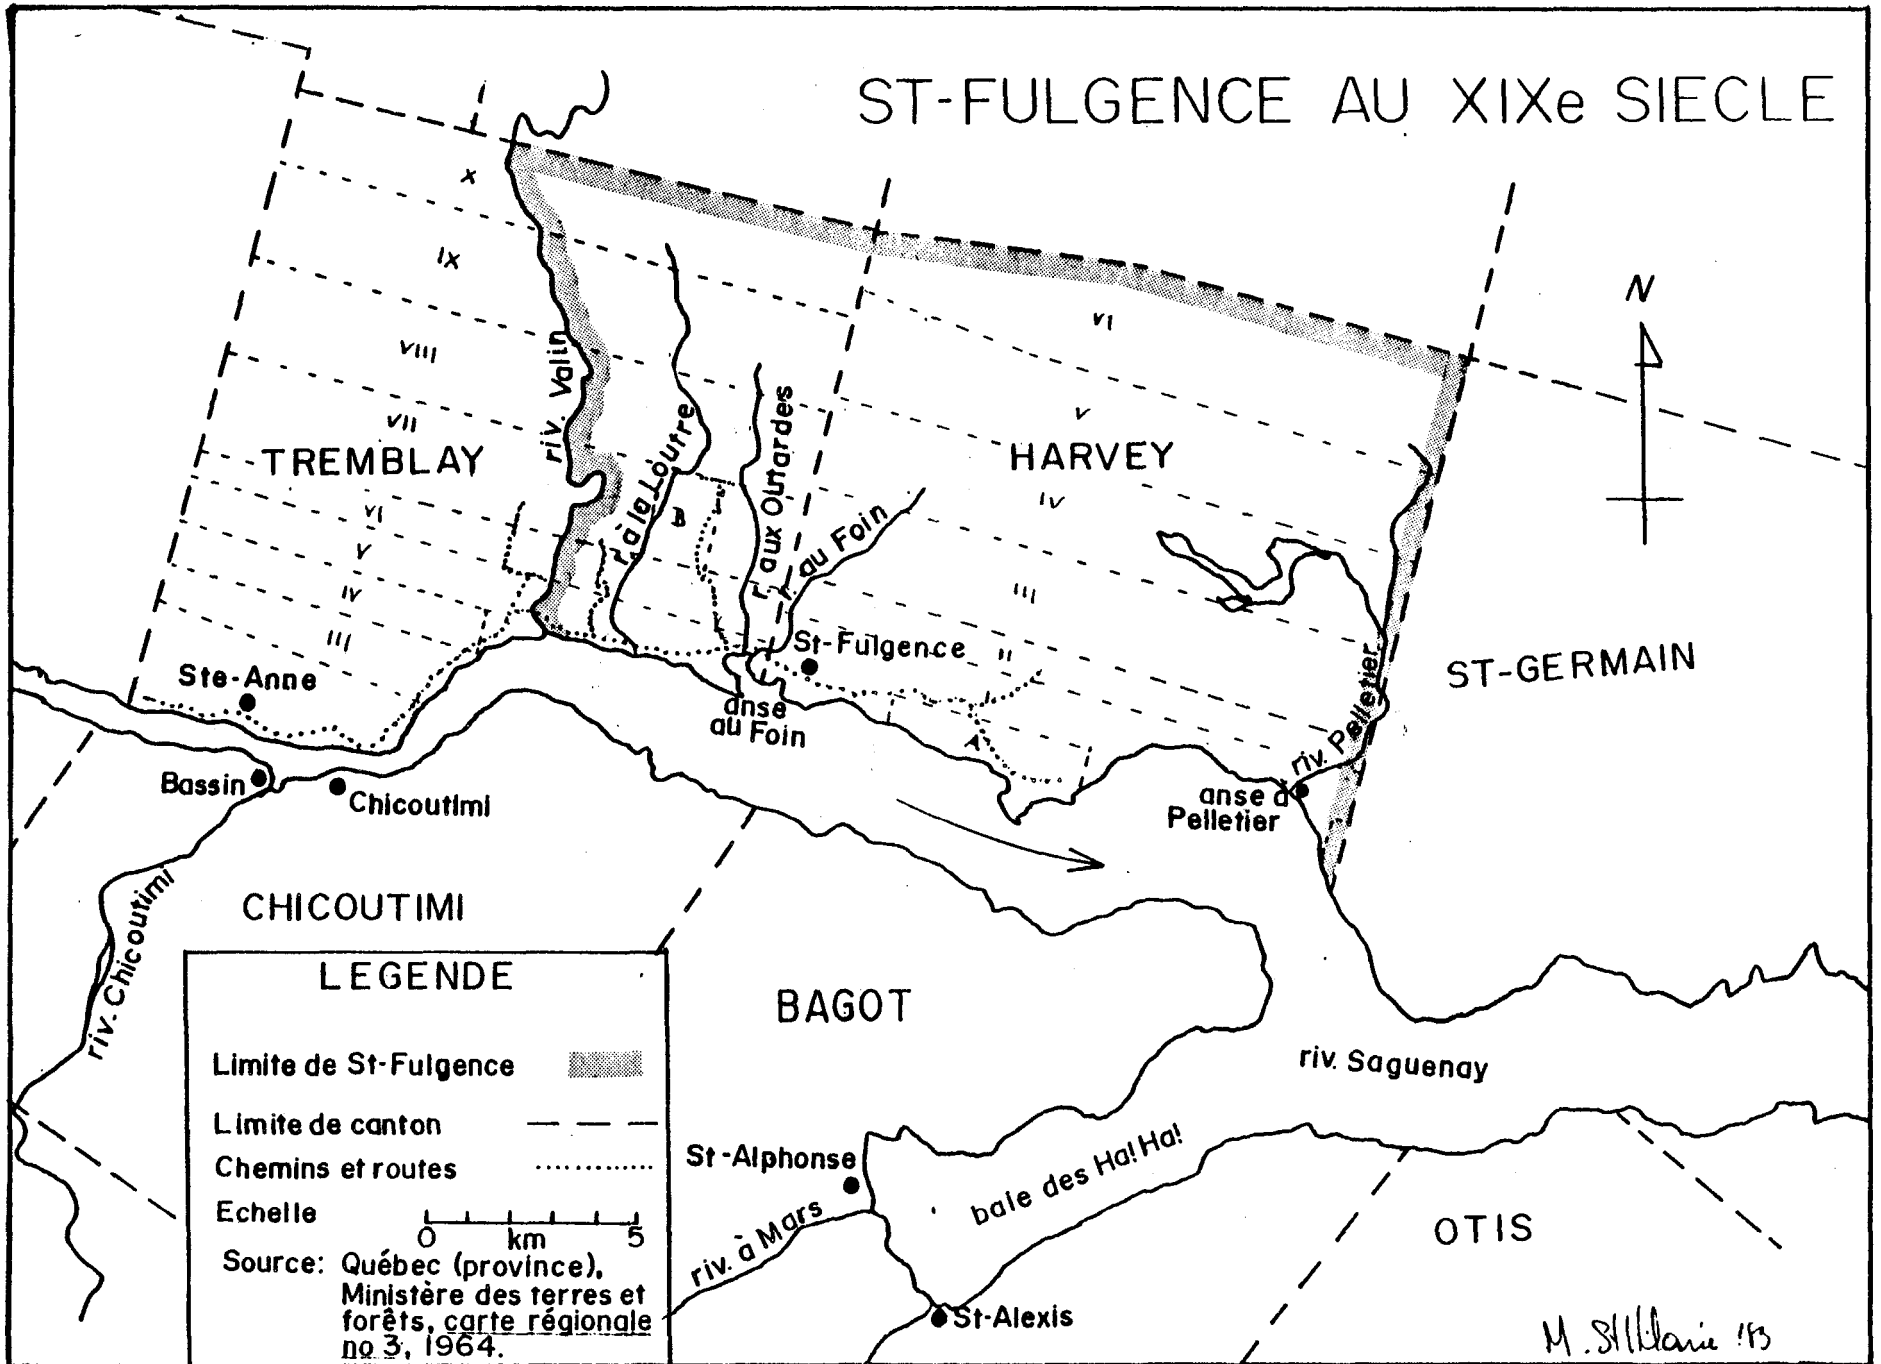 ST-FULGENCE AU XIXe SIECLE
X
IX
VIII
VII
TREMBLAY
VI
V
IV
III
riv. Valin
r. à la Loutre
B
r. aux Outardes
r. au Foin
VI
V
HARVEY
IV
III
II
A
N
ST-GERMAIN
Ste-Anne
St-Fulgence
anse
au Foin
riv. Pelletier
anse à
Pelletier
Bassin
Chicoutimi
riv. Chicoutimi
CHICOUTIMI
BAGOT
riv. Saguenay
St-Alphonse
riv. à Mars
baie des Ha! Ha!
St-Alexis
OTIS
LEGENDE
Limite de St-Fulgence
Limite de canton
Chemins et routes
Echelle
0 km 5
Source: Québec (province),
Ministère des terres et
forêts, carte régionale
no 3, 1964.
M. St-Hilaire '83